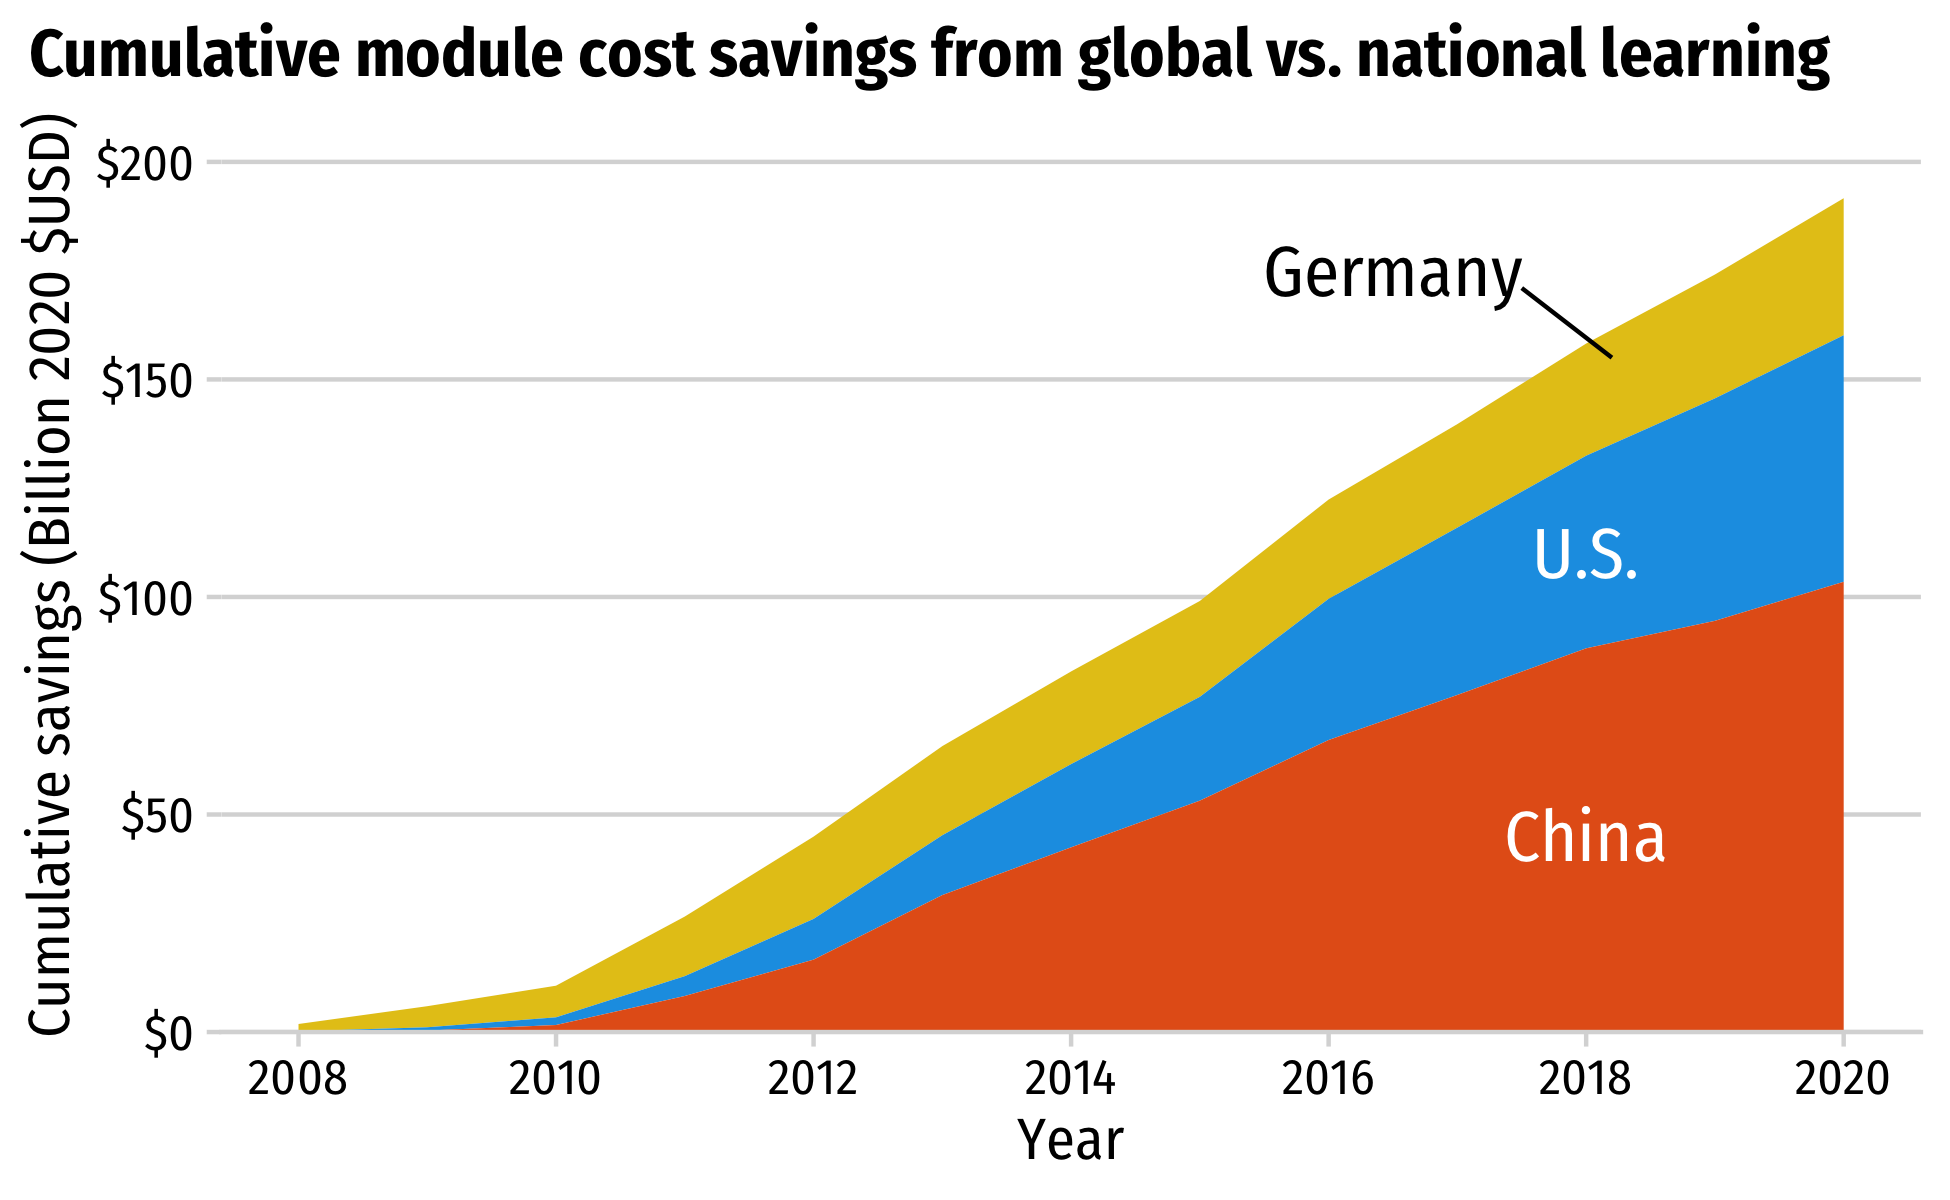 Cumulative module cost savings from global vs. national learning
Cumulative savings (Billion 2020 $USD)
$200
$150
$100
$50
$0
Germany
U.S.
China
2008 2010 2012 2014 2016 2018 2020
Year